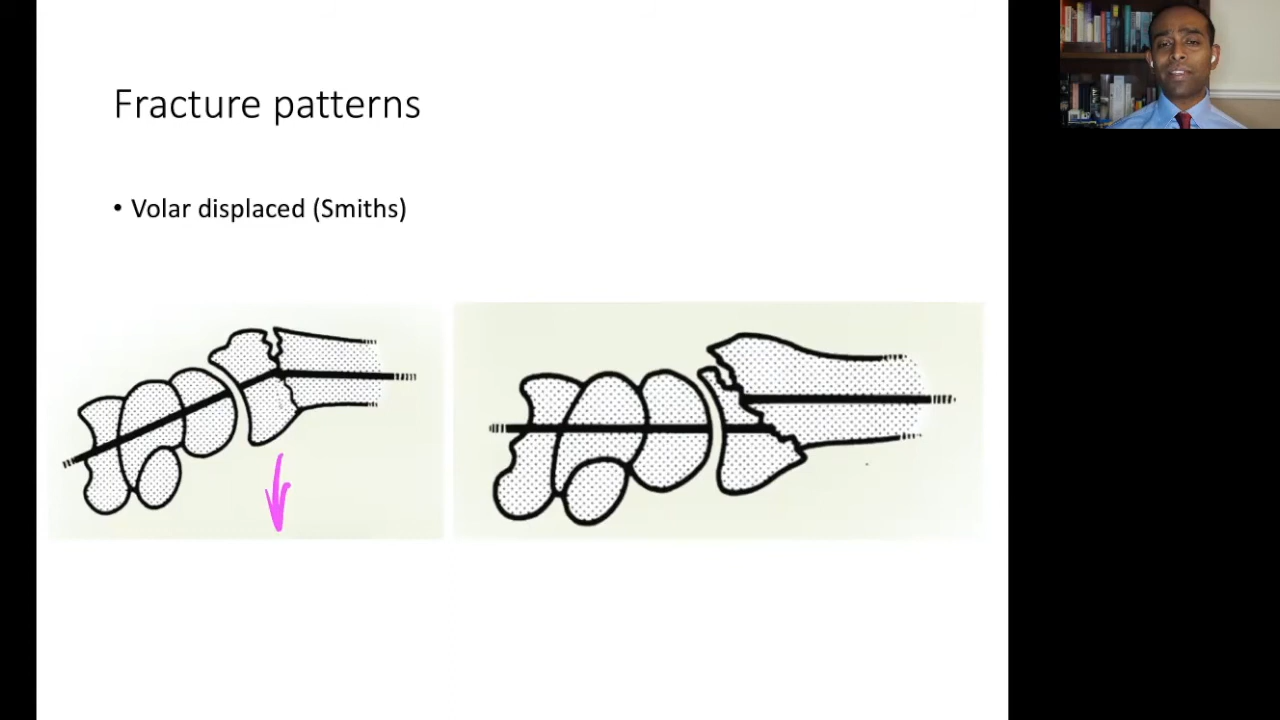 Fracture patterns
• Volar displaced (Smiths)